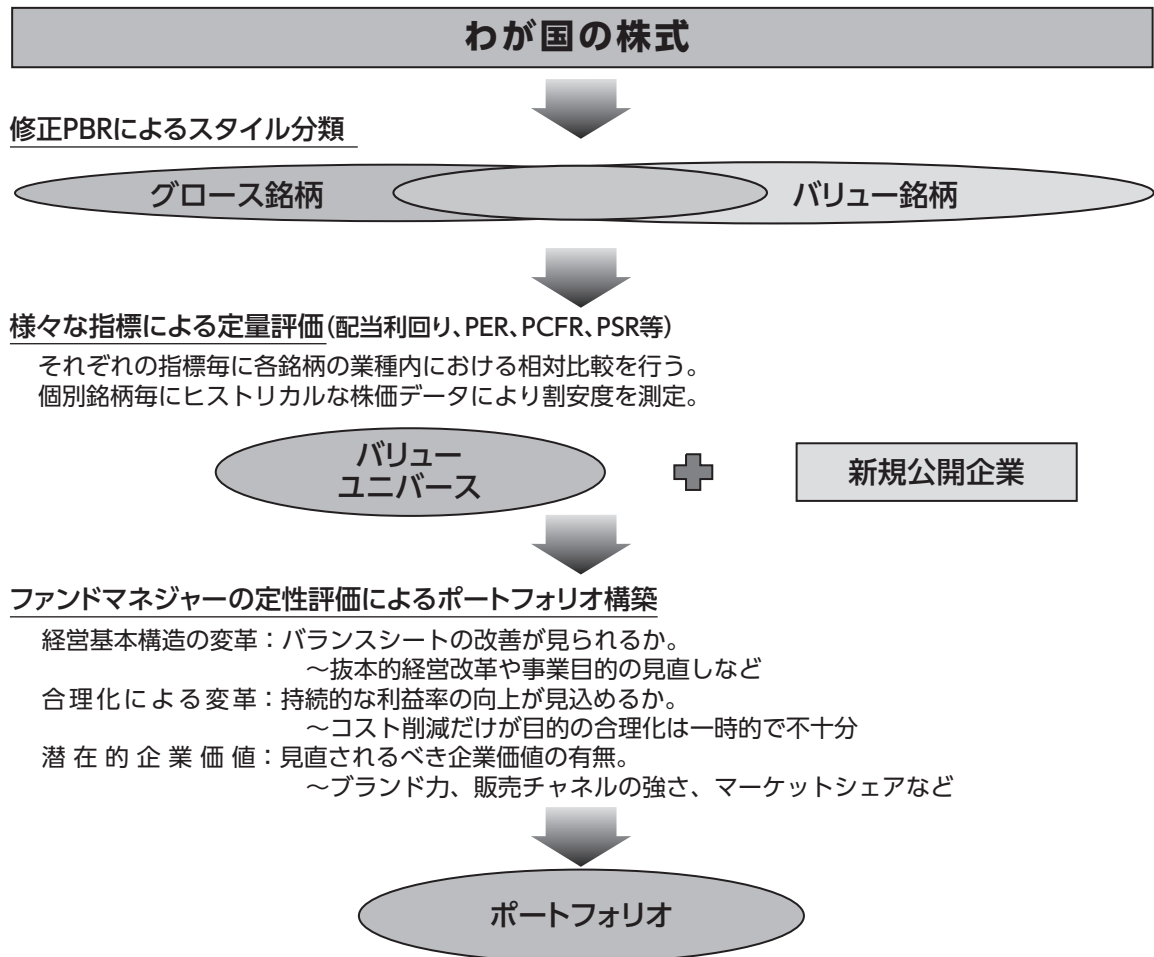 わが国の株式
修正PBRによるスタイル分類
グロース銘柄
バリュー銘柄
様々な指標による定量評価(配当利回り、PER、PCFR、PSR等)
それぞれの指標毎に各銘柄の業種内における相対比較を行う。
個別銘柄毎にヒストリカルな株価データにより割安度を測定。
バリュー
ユニバース
新規公開企業
ファンドマネジャーの定性評価によるポートフォリオ構築
経営基本構造の変革：バランスシートの改善が見られるか。
～抜本的経営改革や事業目的の見直しなど
合理化による変革：持続的な利益率の向上が見込めるか。
～コスト削減だけが目的の合理化は一時的で不十分
潜在的企業価値：見直されるべき企業価値の有無。
～ブランド力、販売チャネルの強さ、マーケットシェアなど
ポートフォリオ